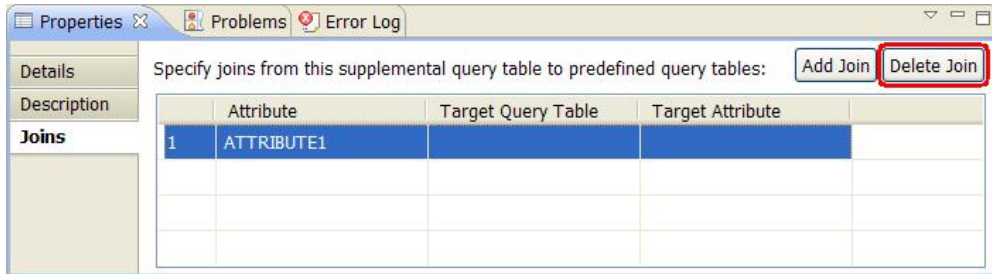 Properties Problems Error Log
Details
Description
Joins
Specify joins from this supplemental query table to predefined query tables: Add Join Delete Join
Attribute Target Query Table Target Attribute
1 ATTRIBUTE1